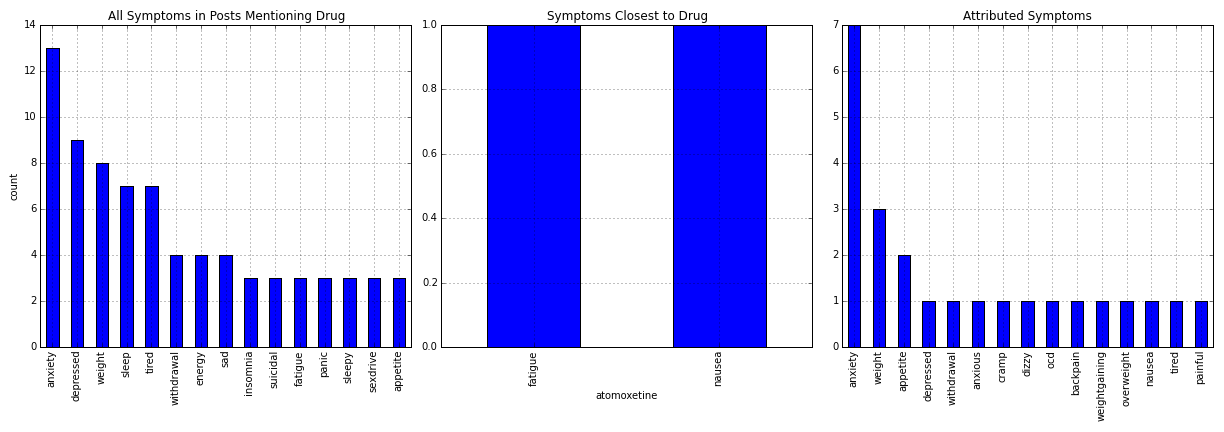 All Symptoms in Posts Mentioning Drug
14
12
10
8
6
4
2
0
count
anxiety
depressed
weight
sleep
tired
withdrawal
energy
sad
insomnia
suicidal
fatigue
panic
sleepy
sexdrive
appetite
Symptoms Closest to Drug
1.0
0.8
0.6
0.4
0.2
0.0
fatigue
nausea
atomoxetine
Attributed Symptoms
7
6
5
4
3
2
1
0
anxiety
weight
appetite
depressed
withdrawal
anxious
cramp
dizzy
ocd
backpain
weightgaining
overweight
nausea
tired
painful